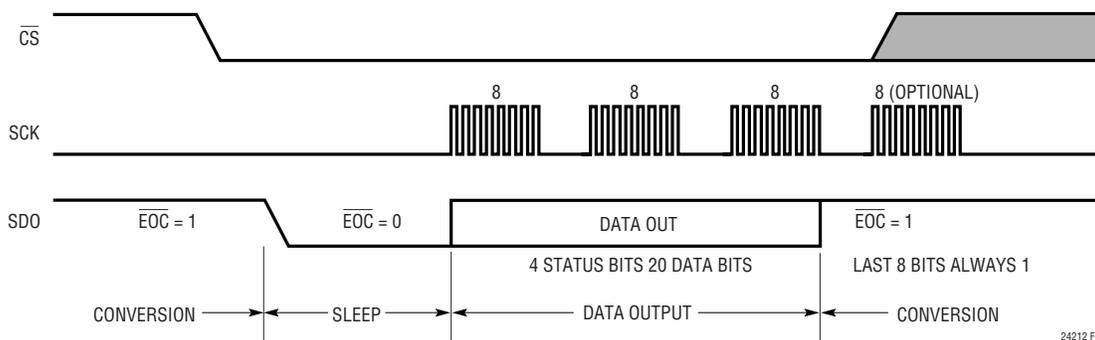 CS
8 8 8 8 (OPTIONAL)
SCK
SDO EOC = 1 EOC = 0 DATA OUT EOC = 1
4 STATUS BITS 20 DATA BITS LAST 8 BITS ALWAYS 1
CONVERSION SLEEP DATA OUTPUT CONVERSION
24212 F